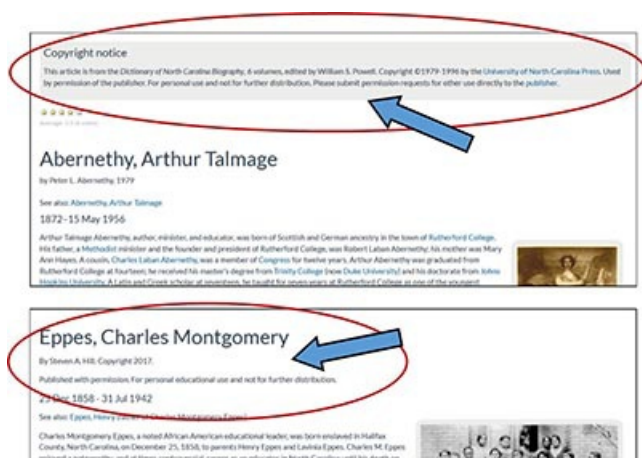 Copyright notice
This article is from the Dictionary of North Carolina Biography, 6 volumes, edited by William S. Powell. Copyright ©1979-1996 by the University of North Carolina Press. Used
by permission of the publisher. For personal use and not for further distribution. Please submit permission requests for other use directly to the publisher.
Abernethy, Arthur Talmage
by Peter L. Abernethy, 1979
See also: Abernethy, Arthur Talmage
1872-15 May 1956
Arthur Talmage Abernethy, author, minister, and educator, was born of Scottish and German ancestry in the town of Rutherford College.
His father, a Methodist minister and the founder and president of Rutherford College, was Robert Laban Abernethy; his mother was Mary
Ann Hayes. A cousin, Charles Laban Abernethy, was a member of Congress for twelve years. Arthur Abernethy was graduated from
Rutherford College at fourteen; he received his master's degree from Trinity College (now Duke University) and his doctorate from Johns
Hopkins University. A Latin and Greek scholar at seventeen, he taught for seven years at Rutherford College as one of the youngest
Eppes, Charles Montgomery
By Steven A. Hill. Copyright 2017.
Published with permission. For personal educational use and not for further distribution.
25 Dec 1858 - 31 Jul 1942
See also: Eppes, Henry
Charles Montgomery Eppes, a noted African American educational leader, was born enslaved in Halifax
County, North Carolina, on December 25, 1858, to parents Henry Eppes and Lavinia Eppes. Charles M. Eppes